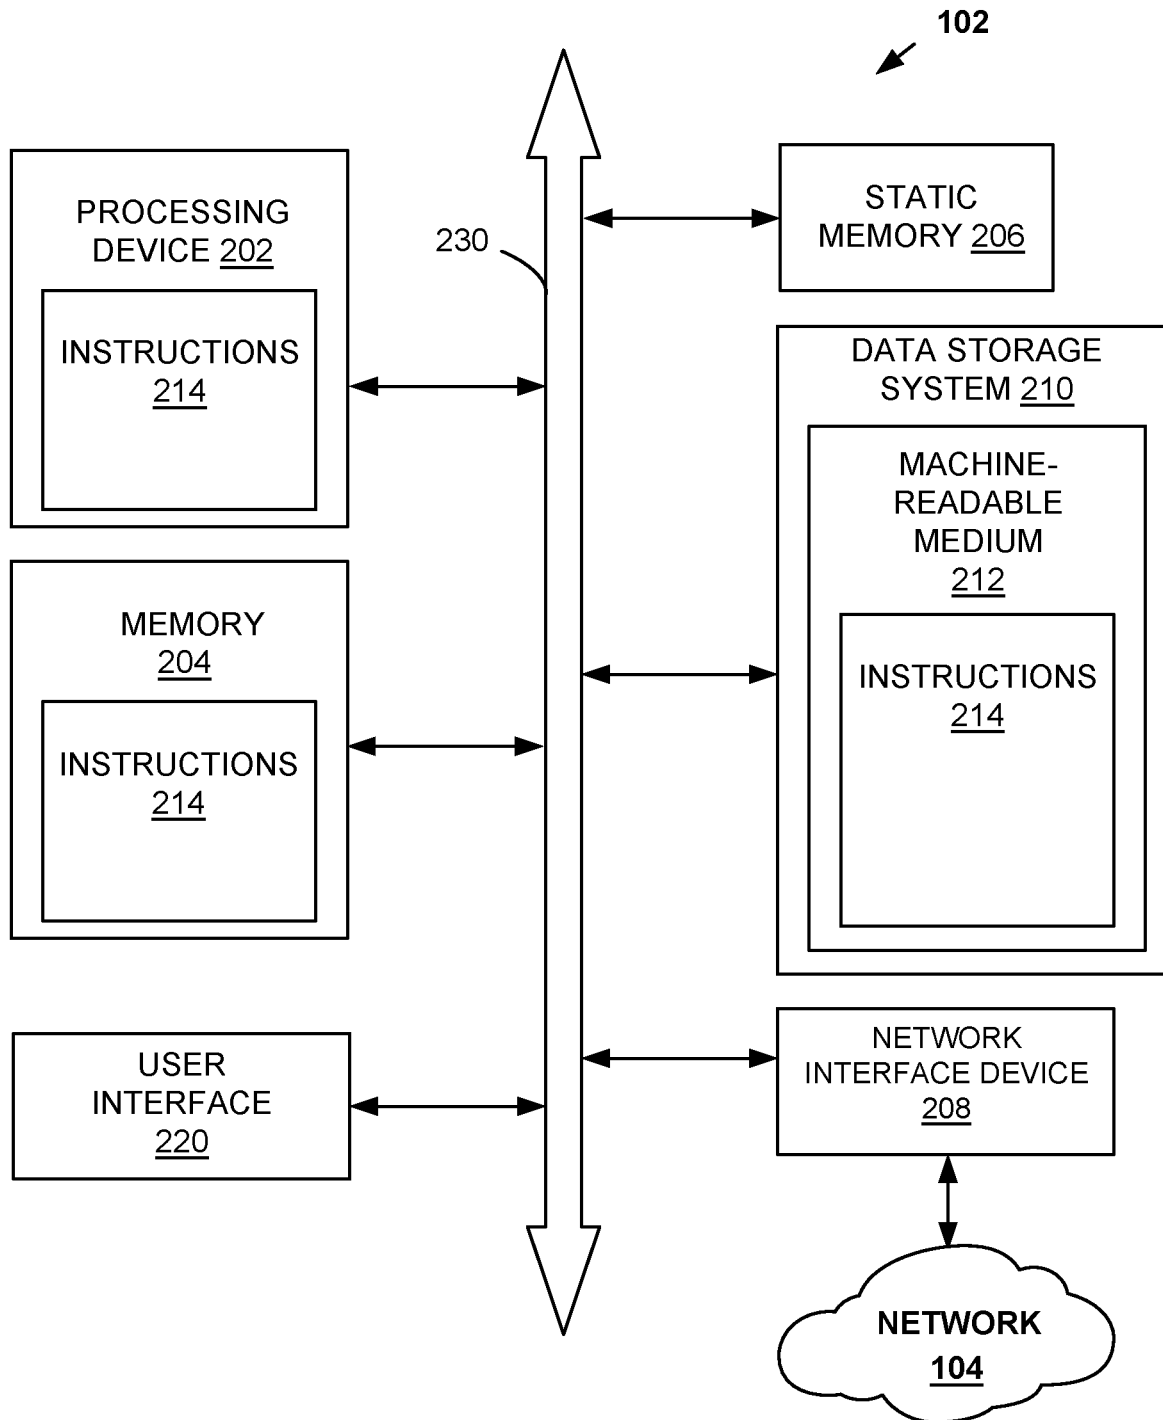 102
PROCESSING
DEVICE 202
INSTRUCTIONS
214
230
STATIC
MEMORY 206
DATA STORAGE
SYSTEM 210
MACHINE-
READABLE
MEDIUM
212
INSTRUCTIONS
214
MEMORY
204
INSTRUCTIONS
214
USER
INTERFACE
220
NETWORK
INTERFACE DEVICE
208
NETWORK
104